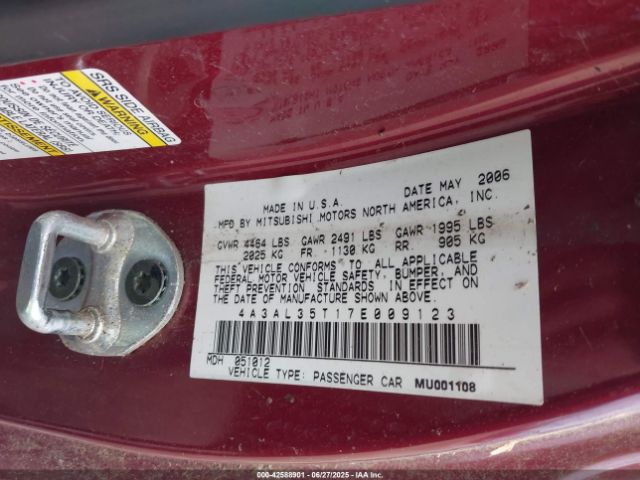 SRS SIDE AIRBAG
WARNING
MADE IN U.S.A.
DATE MAY 2006
MFD BY MITSUBISHI MOTORS NORTH AMERICA, INC.
GVWR 4464 LBS GAWR 2491 LBS GAWR 1995 LBS
2025 KG FR. 1130 KG RR. 905 KG
THIS VEHICLE CONFORMS TO ALL APPLICABLE
FEDERAL MOTOR VEHICLE SAFETY, BUMPER, AND
THEFT PREVENTION STANDARDS IN EFFECT ON
THE DATE OF MANUFACTURE SHOWN ABOVE.
4A3AL35T17E009123
MDH 051012
VEHICLE TYPE: PASSENGER CAR MU001108
000-42588901 - 06/27/2025 - IAAI.com